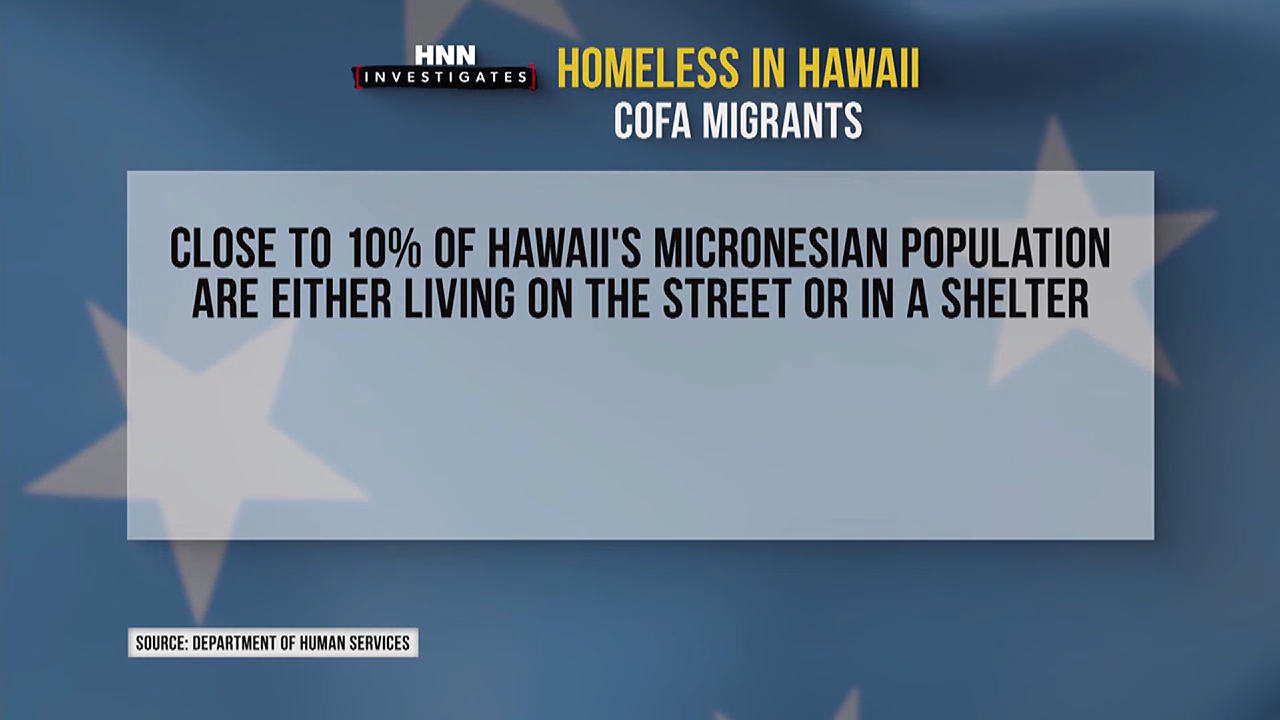 HNN
INVESTIGATES
HOMELESS IN HAWAII
COFA MIGRANTS
CLOSE TO 10% OF HAWAII'S MICRONESIAN POPULATION
ARE EITHER LIVING ON THE STREET OR IN A SHELTER
SOURCE: DEPARTMENT OF HUMAN SERVICES